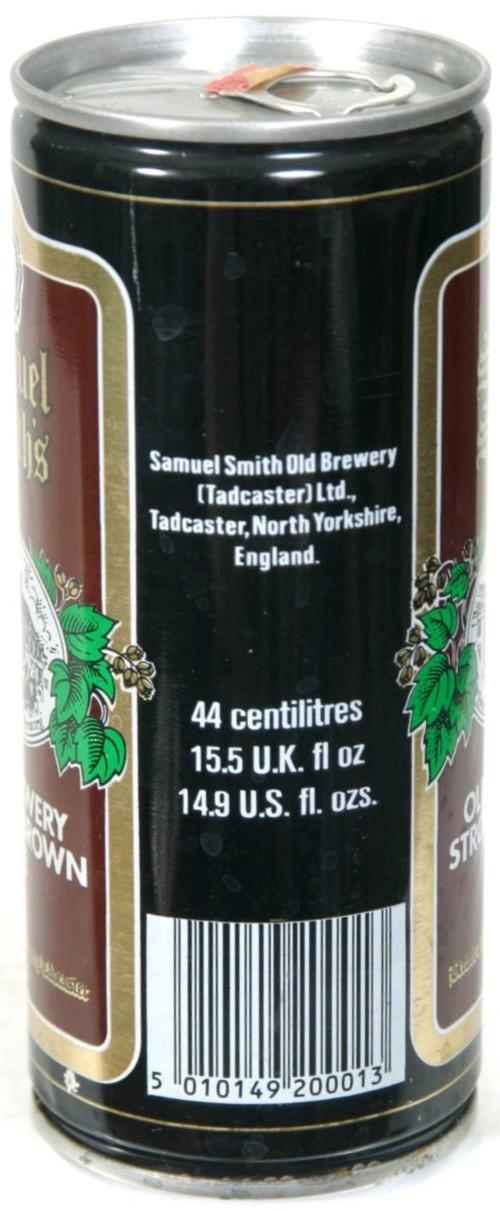 Samuel Smith Old Brewery
(Tadcaster) Ltd.,
Tadcaster, North Yorkshire,
England.
44 centilitres
15.5 U.K. fl oz
14.9 U.S. fl. ozs.
5 010149 200013